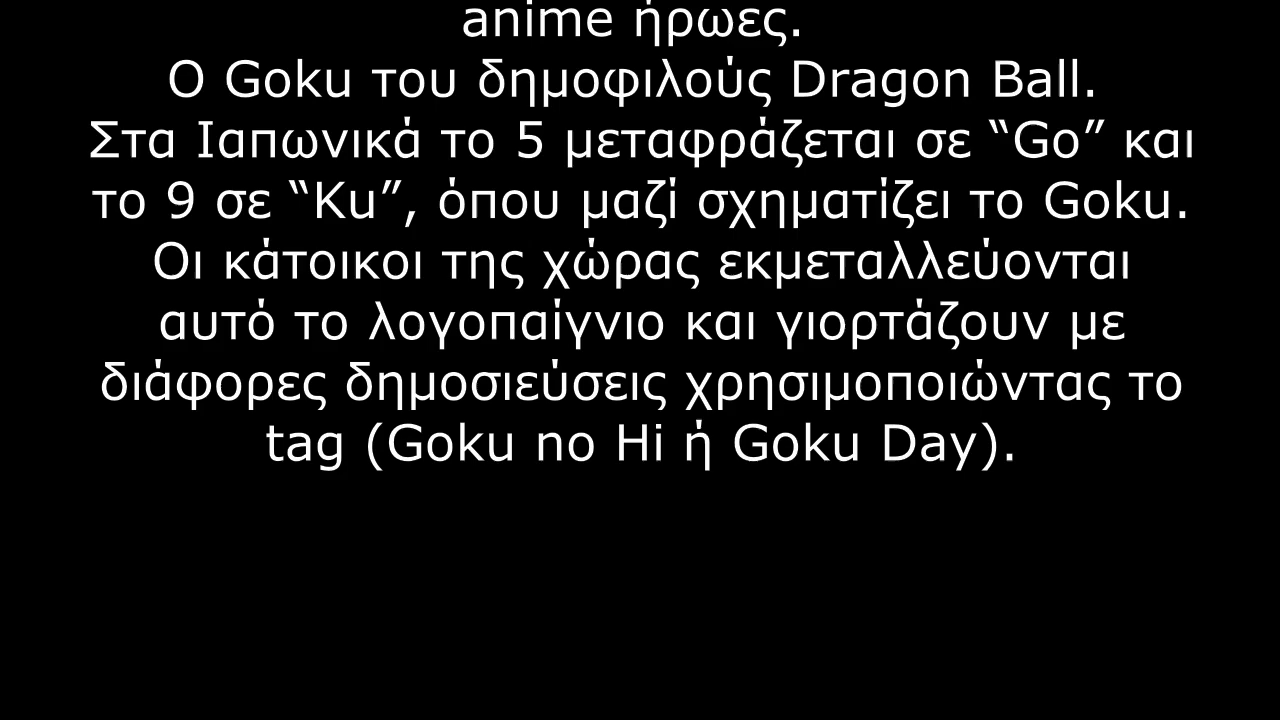 anime ήρωες.
Ο Goku του δημοφιλούς Dragon Ball.
Στα Ιαπωνικά το 5 μεταφράζεται σε “Go” και
το 9 σε “Ku”, όπου μαζί σχηματίζει το Goku.
Οι κάτοικοι της χώρας εκμεταλλεύονται
αυτό το λογοπαίγνιο και γιορτάζουν με
διάφορες δημοσιεύσεις χρησιμοποιώντας το
tag (Goku no Hi ή Goku Day).